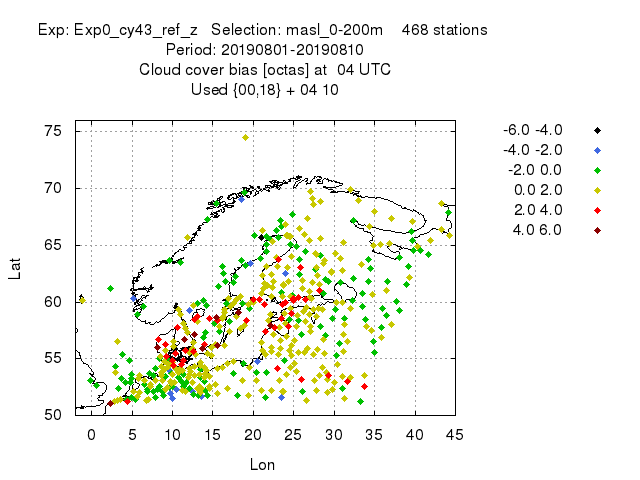 Exp: Exp0_cy43_ref_z   Selection: masl_0-200m    468 stations
Period: 20190801-20190810
Cloud cover bias [octas] at  04 UTC
Used {00,18} + 04 10
-6.0 -4.0
-4.0 -2.0
-2.0 0.0
0.0 2.0
2.0 4.0
4.0 6.0
75
70
65
60
55
50
Lat
0 5 10 15 20 25 30 35 40 45
Lon